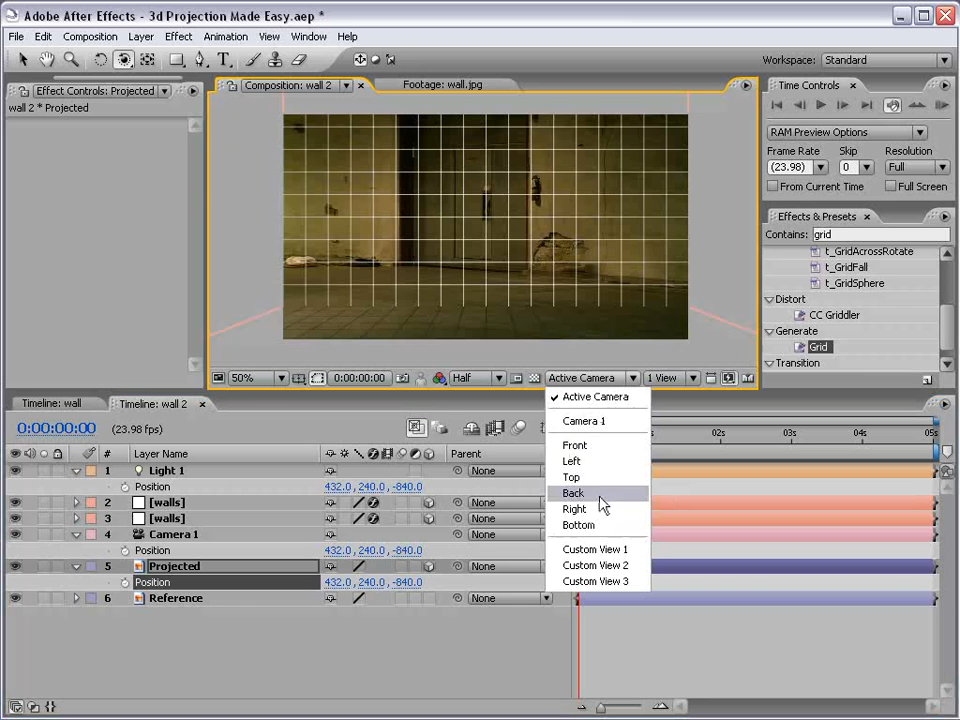 Adobe After Effects - 3d Projection Made Easy.aep *
File Edit Composition Layer Effect Animation View Window Help
Workspace: Standard
Effect Controls: Projected
Composition: wall 2
Footage: wall.jpg
Time Controls
wall 2 * Projected
RAM Preview Options
Frame Rate Skip Resolution
(23.98) 0 Full
From Current Time Full Screen
Effects & Presets
Contains: grid
t_GridAcrossRotate
t_GridFall
t_GridSphere
Distort
CC Griddler
Generate
Grid
Transition
50% 0:00:00:00 Half Active Camera 1 View
Active Camera
Camera 1
Front
Left
Top
Back
Right
Bottom
Custom View 1
Custom View 2
Custom View 3
Timeline: wall Timeline: wall 2
0:00:00:00 (23.98 fps)
02s 03s 04s 05s
# Layer Name Parent
1 Light 1 None
Position 432.0, 240.0, -840.0
2 [walls] None
3 [walls] None
4 Camera 1 None
Position 432.0, 240.0, -840.0
5 Projected None
Position 432.0, 240.0, -840.0
6 Reference None